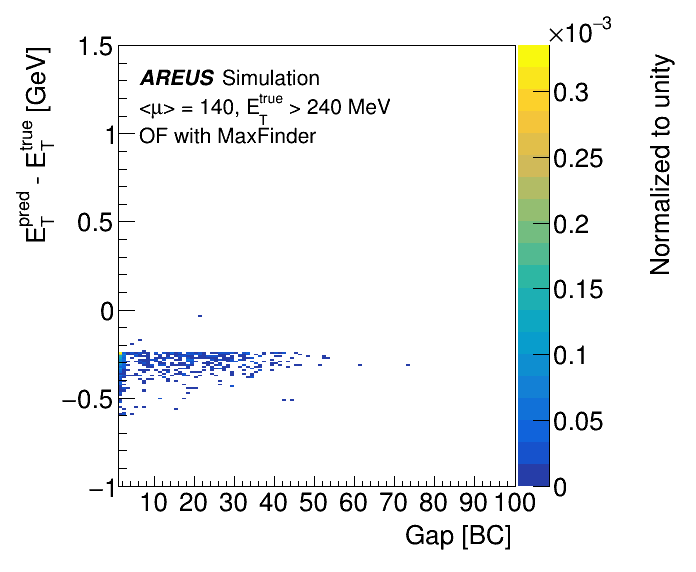 ×10⁻³
1.5
AREUS Simulation
<μ> = 140, E_T^true > 240 MeV
OF with MaxFinder
1
0.5
0
−0.5
−1
E_T^pred - E_T^true [GeV]
10 20 30 40 50 60 70 80 90 100
Gap [BC]
0.3
0.25
0.2
0.15
0.1
0.05
0
Normalized to unity